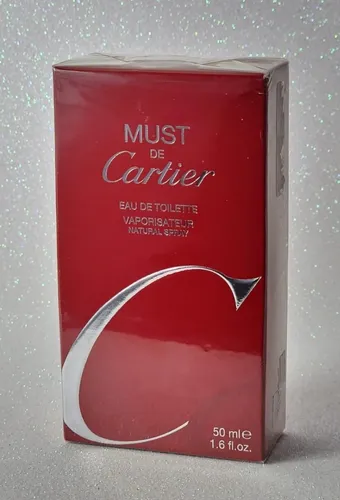 MUST
DE
Cartier
EAU DE TOILETTE
VAPORISATEUR
NATURAL SPRAY
50 ml e
1.6 fl.oz.